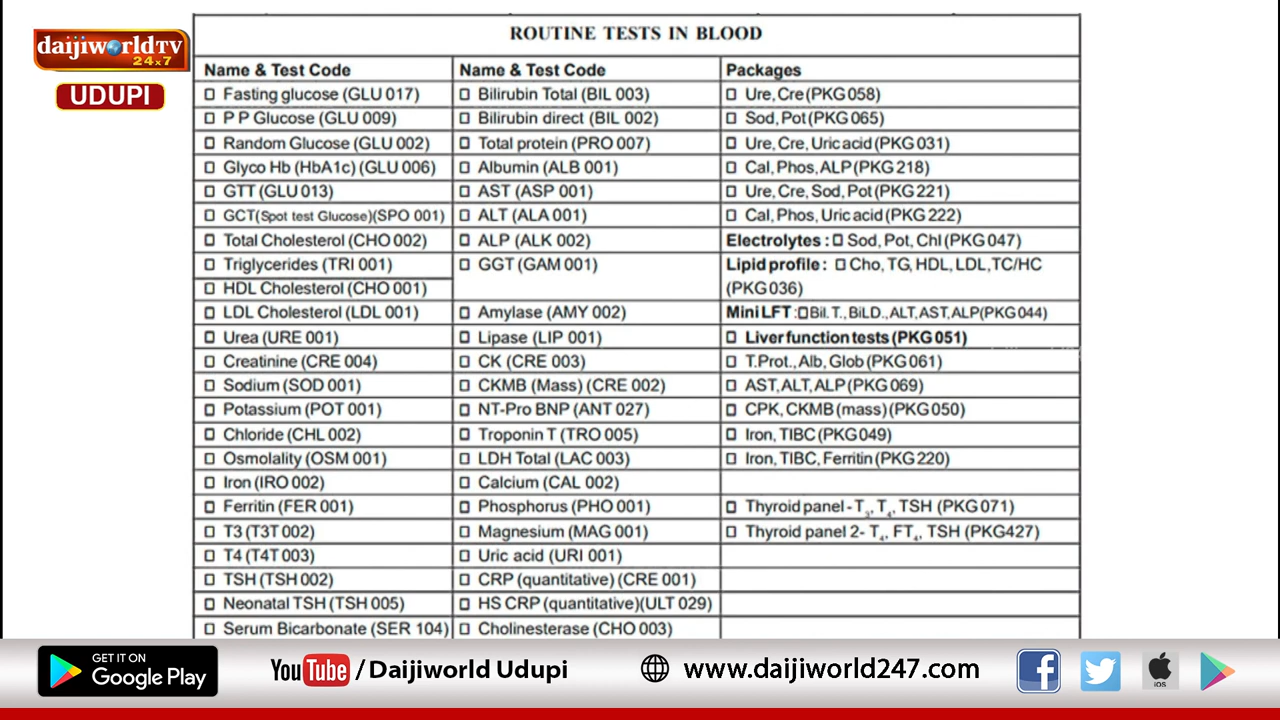 daijiworldTV
24x7
UDUPI
ROUTINE TESTS IN BLOOD
Name & Test Code Name & Test Code Packages
Fasting glucose (GLU 017) Bilirubin Total (BIL 003) Ure, Cre(PKG 058)
P P Glucose (GLU 009) Bilirubin direct (BIL 002) Sod, Pot(PKG 065)
Random Glucose (GLU 002) Total protein (PRO 007) Ure, Cre, Uric acid(PKG 031)
Glyco Hb (HbA1c) (GLU 006) Albumin (ALB 001) Cal, Phos, ALP(PKG 218)
GTT (GLU 013) AST (ASP 001) Ure, Cre, Sod, Pot(PKG 221)
GCT(Spot test Glucose)(SPO 001) ALT (ALA 001) Cal, Phos, Uric acid (PKG 222)
Total Cholesterol (CHO 002) ALP (ALK 002) Electrolytes : Sod, Pot, Chl (PKG 047)
Triglycerides (TRI 001) GGT (GAM 001) Lipid profile : Cho, TG, HDL, LDL, TC/HC
HDL Cholesterol (CHO 001) (PKG 036)
LDL Cholesterol (LDL 001) Amylase (AMY 002) Mini LFT : Bil. T., BiLD., ALT, AST, ALP(PKG 044)
Urea (URE 001) Lipase (LIP 001) Liver function tests (PKG 051)
Creatinine (CRE 004) CK (CRE 003) T.Prot., Alb, Glob (PKG 061)
Sodium (SOD 001) CKMB (Mass) (CRE 002) AST, ALT, ALP(PKG 069)
Potassium (POT 001) NT-Pro BNP (ANT 027) CPK, CKMB (mass) (PKG 050)
Chloride (CHL 002) Troponin T (TRO 005) Iron, TIBC (PKG 049)
Osmolality (OSM 001) LDH Total (LAC 003) Iron, TIBC, Ferritin (PKG 220)
Iron (IRO 002) Calcium (CAL 002)
Ferritin (FER 001) Phosphorus (PHO 001) Thyroid panel - T3, T4, TSH (PKG 071)
T3 (T3T 002) Magnesium (MAG 001) Thyroid panel 2- T4, FT4, TSH (PKG427)
T4 (T4T 003) Uric acid (URI 001)
TSH (TSH 002) CRP (quantitative) (CRE 001)
Neonatal TSH (TSH 005) HS CRP (quantitative)(ULT 029)
Serum Bicarbonate (SER 104) Cholinesterase (CHO 003)
GET IT ON
Google Play
YouTube / Daijiworld Udupi
www.daijiworld247.com
iOS